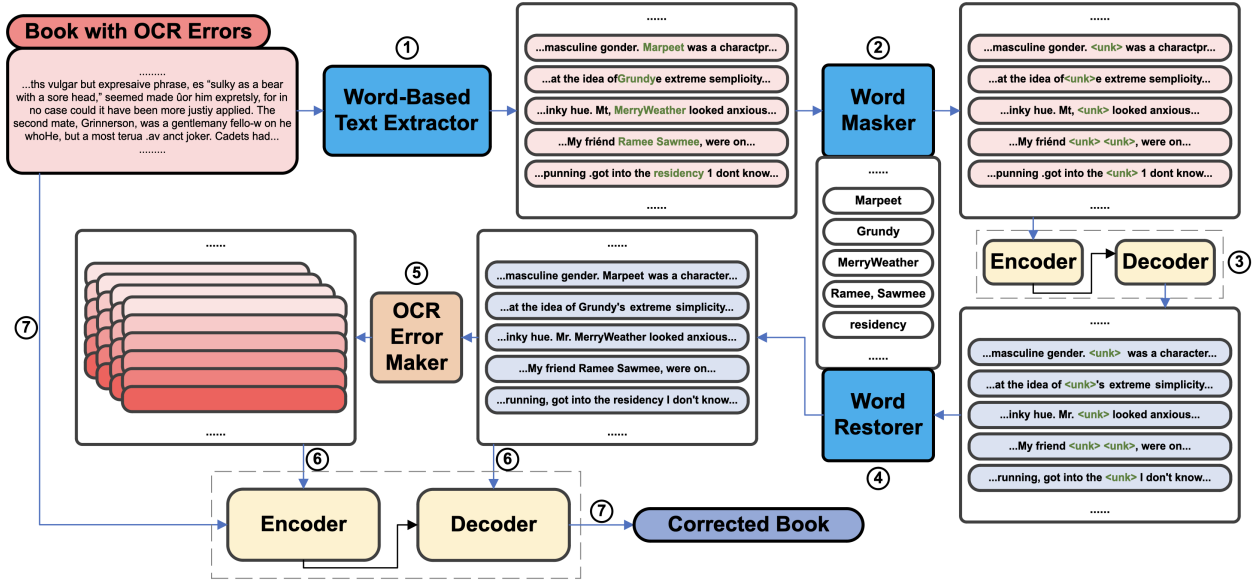 Book with OCR Errors
.........
...ths vulgar but expresaive phrase, es “sulky as a bear
with a sore head,” seemed made ûor him expretsly, for in
no case could it have been more justiy applied. The
second mate, Grinnerson, was a gentlemany fello-w on he
whoHe, but a most terua .av anct joker. Cadets had...
.........
1
Word-Based
Text Extractor
......
...masculine gonder. Marpeet was a charactpr...
...at the idea ofGrundye extreme semplioity...
...inky hue. Mt, MerryWeather looked anxious...
...My friénd Ramee Sawmee, were on...
...punning .got into the residency 1 dont know...
......
2
Word
Masker
......
Marpeet
Grundy
MerryWeather
Ramee, Sawmee
residency
......
Word
Restorer
4
......
...masculine gonder. <unk> was a charactpr...
...at the idea of<unk>e extreme sempioity...
...inky hue. Mt, <unk> looked anxious...
...My friénd <unk> <unk>, were on...
...punning .got into the <unk> 1 dont know...
......
Encoder
Decoder
3
......
...masculine gender. <unk> was a character...
...at the idea of <unk>'s extreme simplicity...
...inky hue. Mr. <unk> looked anxious...
...My friend <unk> <unk>, were on...
...running, got into the <unk> I don't know...
......
......
...masculine gender. Marpeet was a character...
...at the idea of Grundy's extreme simplicity...
...inky hue. Mr. MerryWeather looked anxious...
...My friend Ramee Sawmee, were on...
...running, got into the residency I don't know...
......
5
OCR
Error
Maker
......
......
7
6
6
Encoder
Decoder
7
Corrected Book